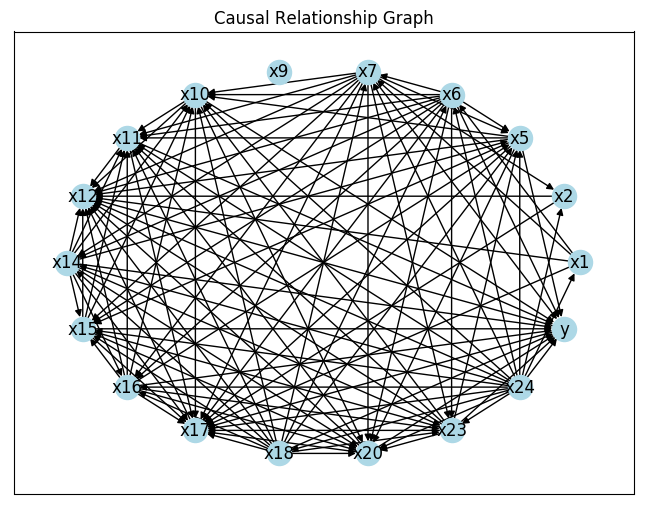 Causal Relationship Graph
x9
x7
x10
x6
x11
x5
x12
x2
x14
x1
x15
y
x16
x24
x17
x23
x18
x20